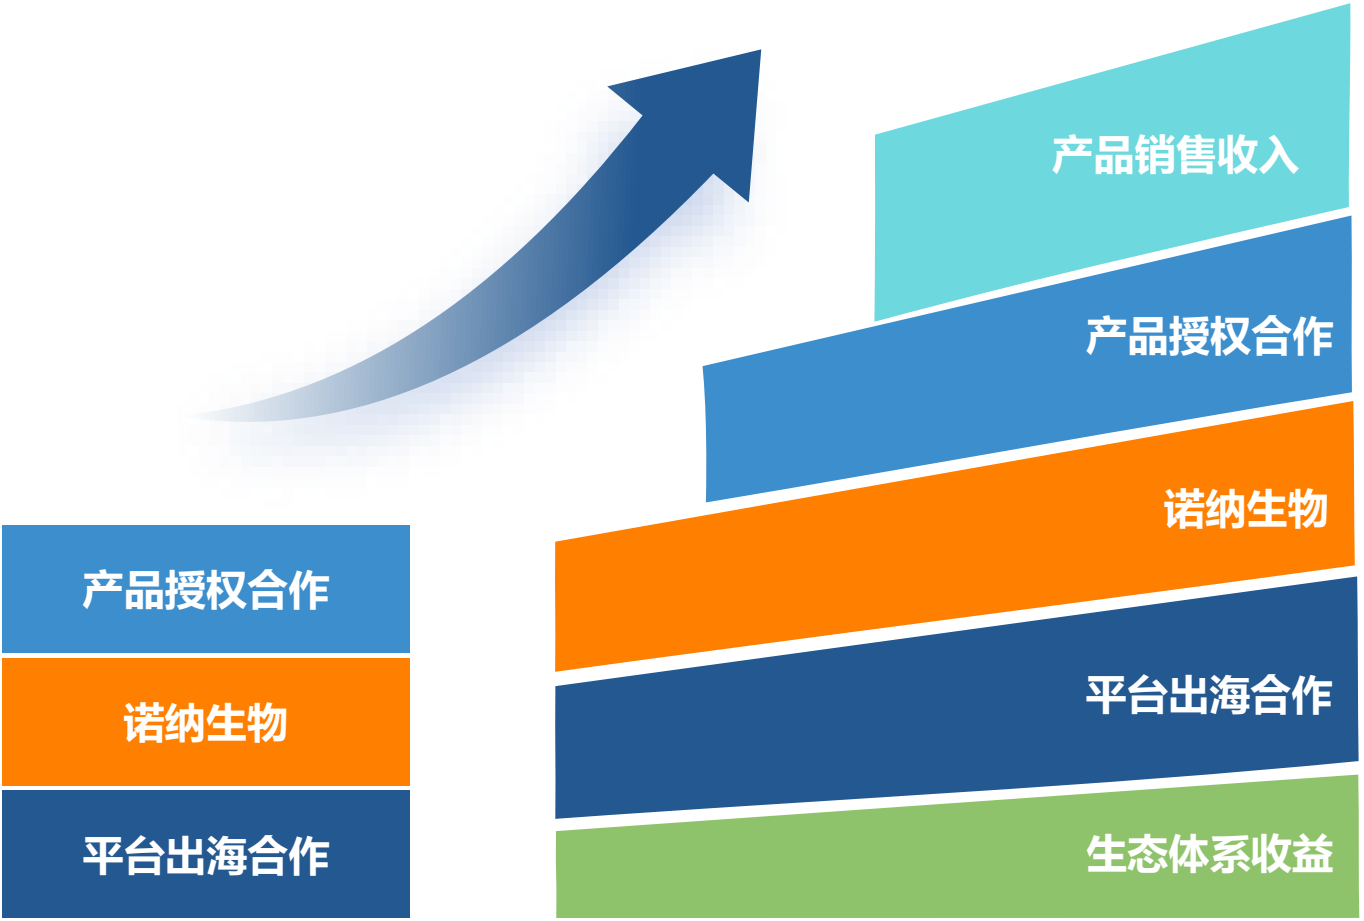 产品授权合作
诺纳生物
平台出海合作
产品销售收入
产品授权合作
诺纳生物
平台出海合作
生态体系收益